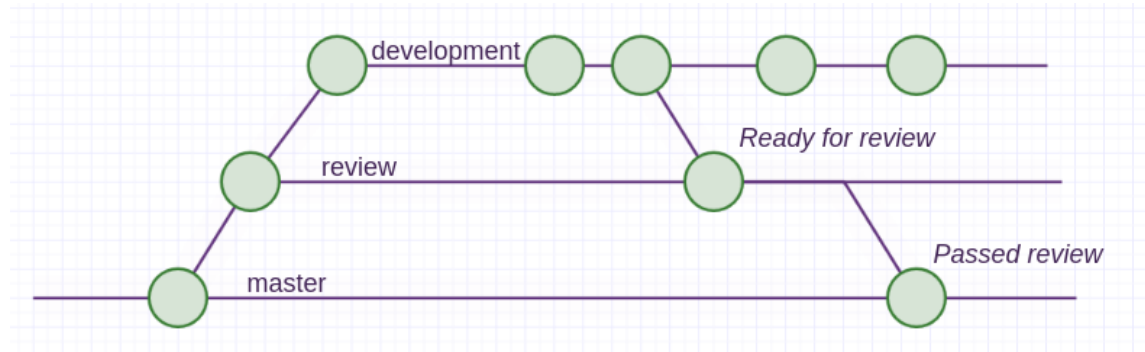 development
Ready for review
review
Passed review
master